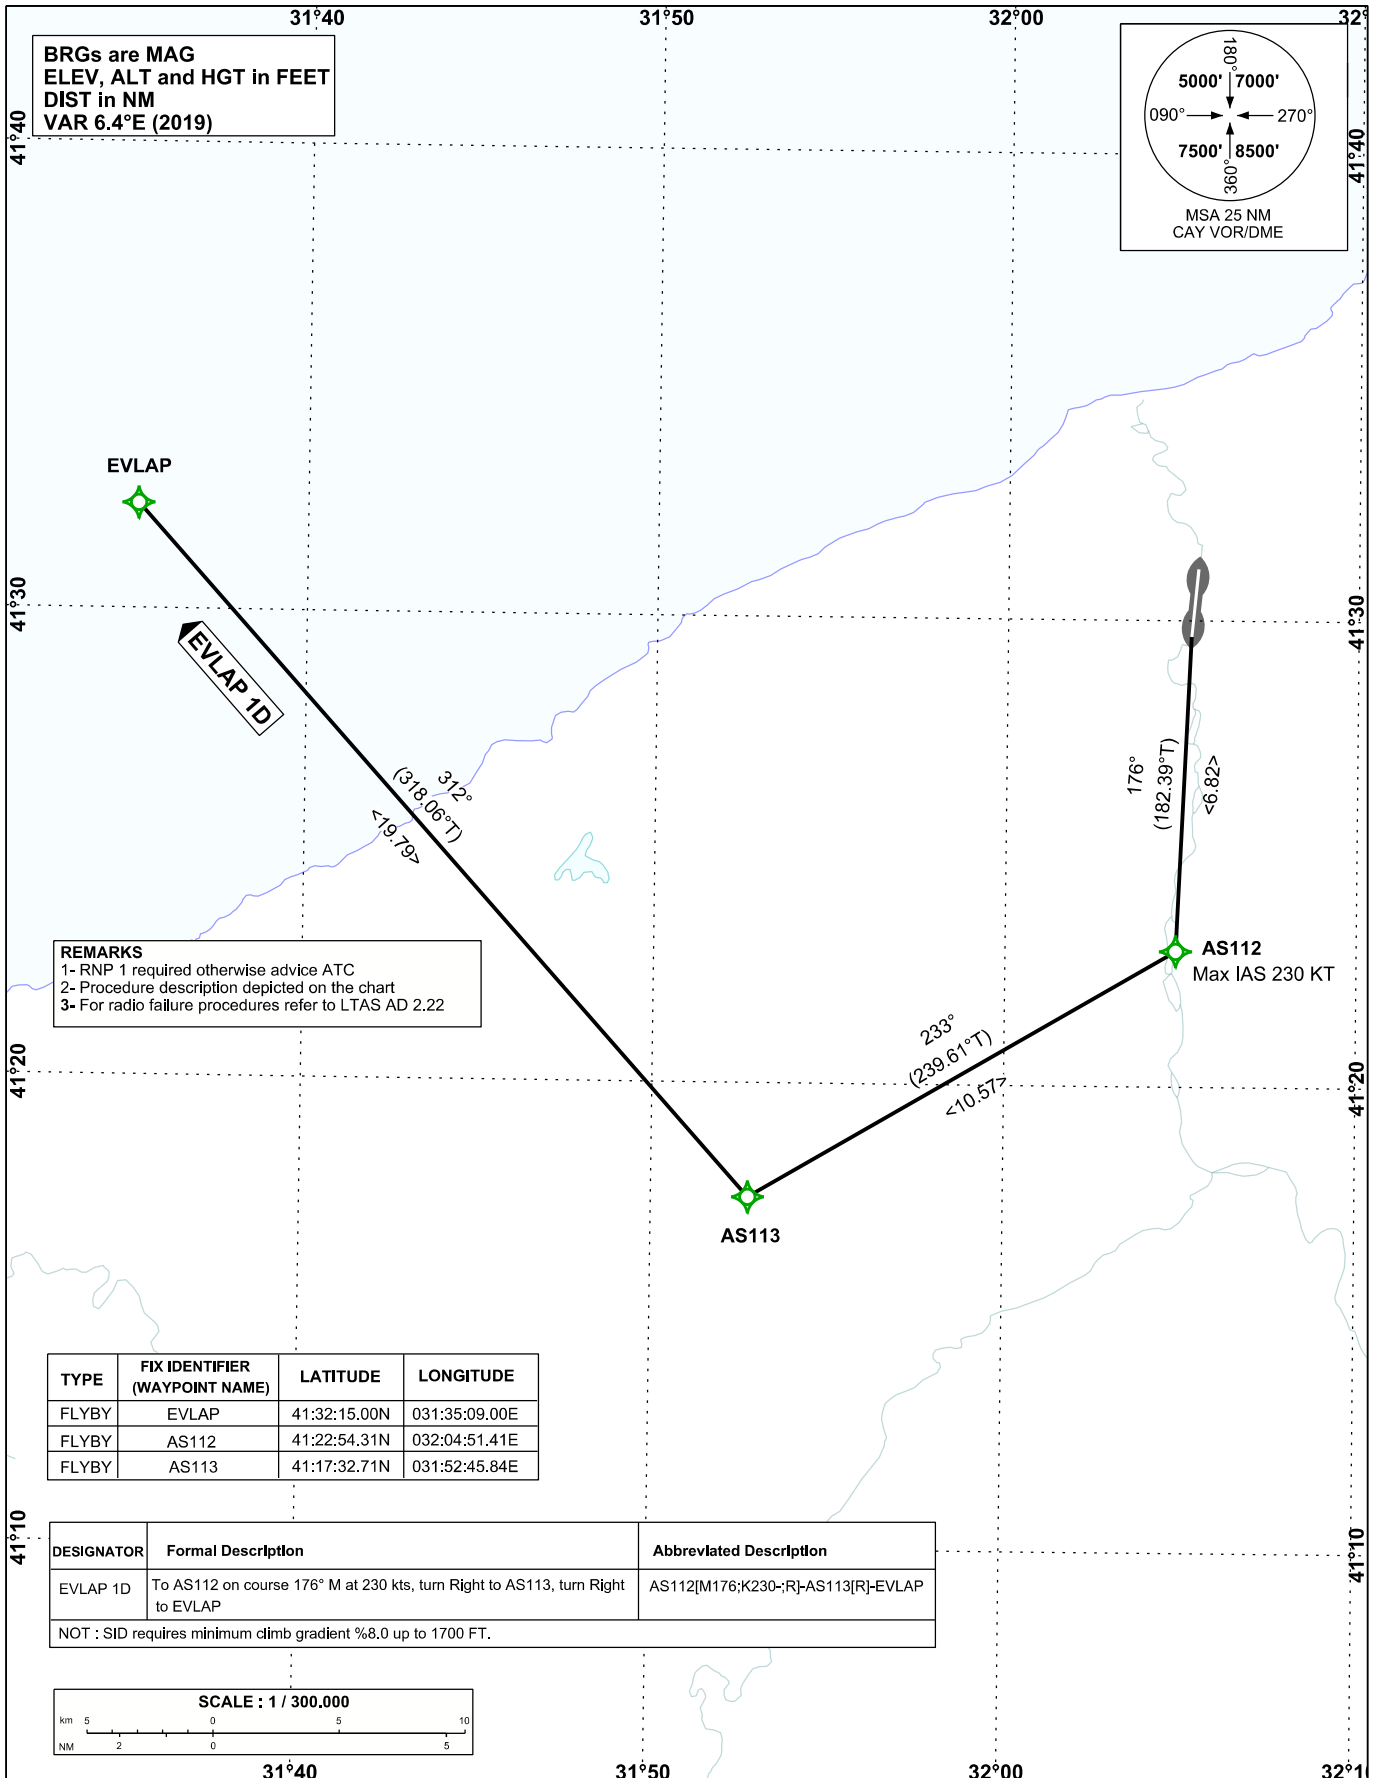 31°40
31°50
32°00
32°
BRGs are MAG
ELEV, ALT and HGT in FEET
DIST in NM
VAR 6.4°E (2019)
180°
5000' 7000'
090° 270°
7500' 8500'
360°
MSA 25 NM
CAY VOR/DME
41°40
41°40
EVLAP
41°30
41°30
EVLAP 1D
312°
(318.06°T)
<19.79>
176°
(182.39°T)
<6.82>
AS112
Max IAS 230 KT
REMARKS
1- RNP 1 required otherwise advice ATC
2- Procedure description depicted on the chart
3- For radio failure procedures refer to LTAS AD 2.22
233°
(239.61°T)
<10.57>
41°20
41°20
AS113
TYPE FIX IDENTIFIER (WAYPOINT NAME) LATITUDE LONGITUDE
FLYBY EVLAP 41:32:15.00N 031:35:09.00E
FLYBY AS112 41:22:54.31N 032:04:51.41E
FLYBY AS113 41:17:32.71N 031:52:45.84E
41°10
41°10
DESIGNATOR Formal Description Abbreviated Description
EVLAP 1D To AS112 on course 176° M at 230 kts, turn Right to AS113, turn Right AS112[M176;K230-;R]-AS113[R]-EVLAP
to EVLAP
NOT : SID requires minimum climb gradient %8.0 up to 1700 FT.
SCALE : 1 / 300.000
km 5 0 5 10
NM 2 0 5
31°40
31°50
32°00
32°10